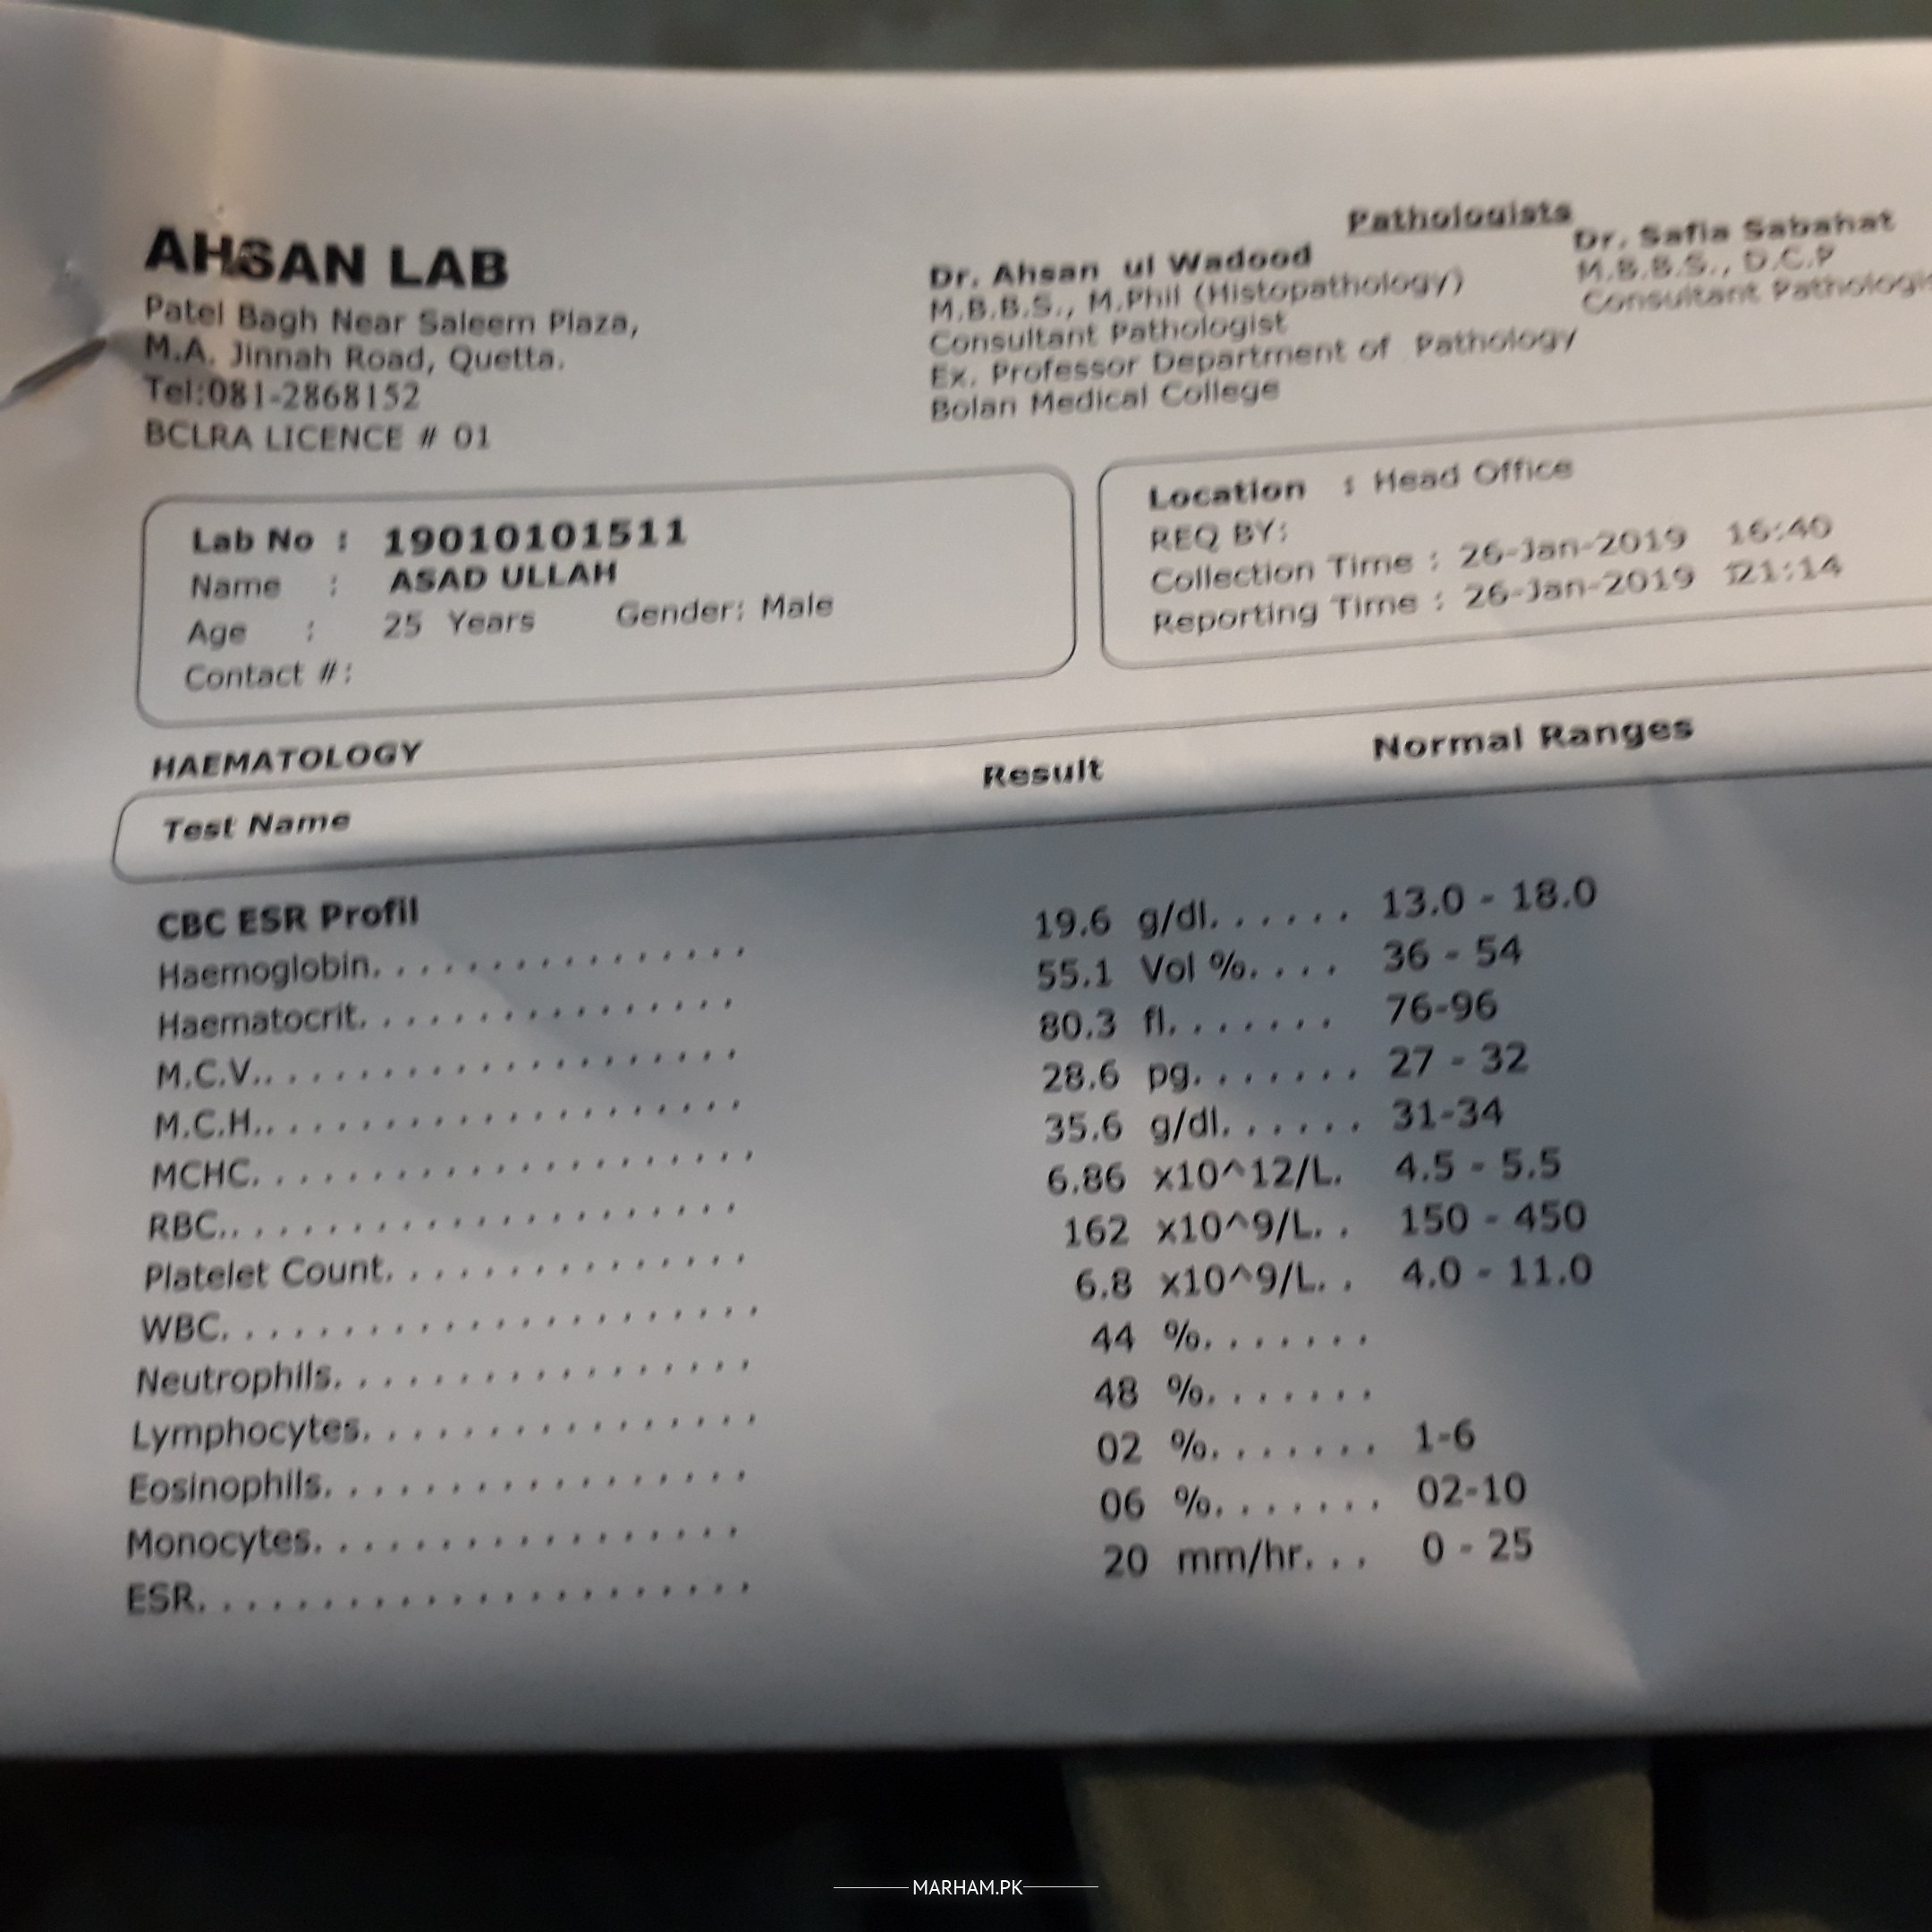 AHSAN LAB
Patel Bagh Near Saleem Plaza,
M.A. Jinnah Road, Quetta.
Tel:081-2868152
BCLRA LICENCE # 01
Pathologists
Dr. Ahsan ul Wadood
M.B.B.S., M.Phil (Histopathology)
Consultant Pathologist
Ex. Professor Department of Pathology
Bolan Medical College
Dr. Safia Sabahat
M.B.B.S., D.C.P
Consultant Pathologis
Lab No : 19010101511
Name : ASAD ULLAH
Age : 25 Years Gender: Male
Contact #:
Location : Head Office
REQ BY:
Collection Time : 26-Jan-2019 16:40
Reporting Time : 26-Jan-2019 21:14
HAEMATOLOGY
Test Name Result Normal Ranges
CBC ESR Profil
Haemoglobin................ 19.6 g/dl...... 13.0 - 18.0
Haematocrit................ 55.1 Vol %.... 36 - 54
M.C.V..................... 80.3 fl....... 76-96
M.C.H..................... 28.6 pg....... 27 - 32
MCHC..................... 35.6 g/dl...... 31-34
RBC...................... 6.86 x10^12/L. 4.5 - 5.5
Platelet Count............... 162 x10^9/L. . 150 - 450
WBC...................... 6.8 x10^9/L. . 4.0 - 11.0
Neutrophils................. 44 %.......
Lymphocytes................ 48 %.......
Eosinophils................. 02 %....... 1-6
Monocytes................. 06 %....... 02-10
ESR....................... 20 mm/hr... 0 - 25
MARHAM.PK